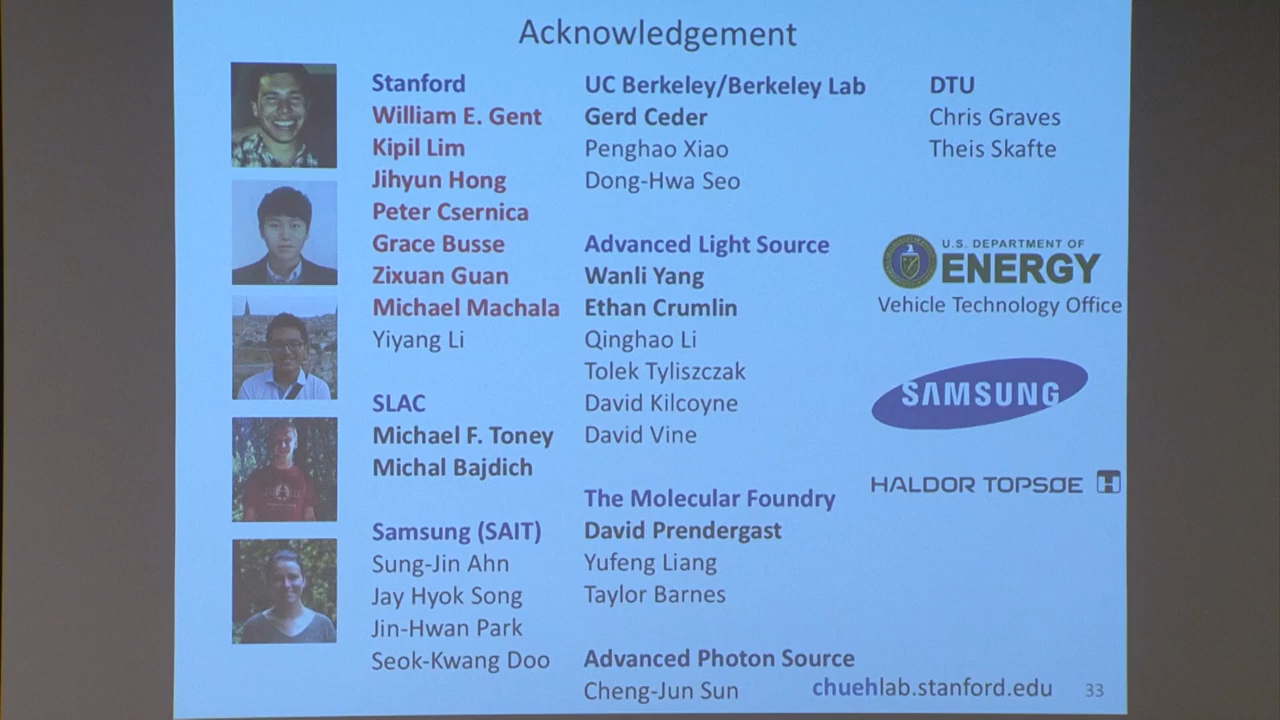 Acknowledgement
Stanford
William E. Gent
Kipil Lim
Jihyun Hong
Peter Csernica
Grace Busse
Zixuan Guan
Michael Machala
Yiyang Li
SLAC
Michael F. Toney
Michal Bajdich
Samsung (SAIT)
Sung-Jin Ahn
Jay Hyok Song
Jin-Hwan Park
Seok-Kwang Doo
UC Berkeley/Berkeley Lab
Gerd Ceder
Penghao Xiao
Dong-Hwa Seo
Advanced Light Source
Wanli Yang
Ethan Crumlin
Qinghao Li
Tolek Tyliszczak
David Kilcoyne
David Vine
The Molecular Foundry
David Prendergast
Yufeng Liang
Taylor Barnes
Advanced Photon Source
Cheng-Jun Sun
DTU
Chris Graves
Theis Skafte
U.S. DEPARTMENT OF
ENERGY
Vehicle Technology Office
SAMSUNG
HALDOR TOPSØE
chuehlab.stanford.edu
33